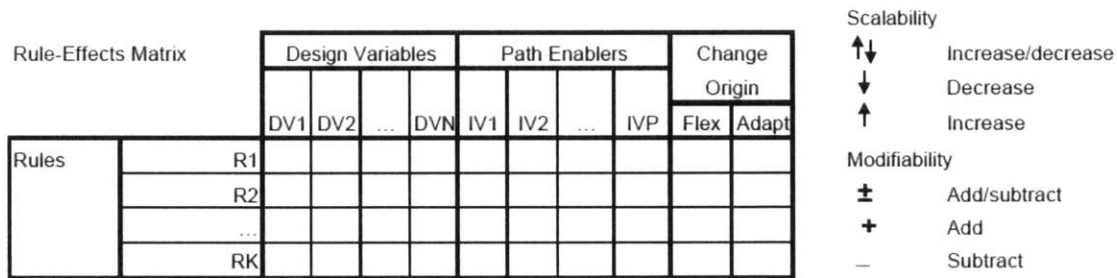 Scalability
Rule-Effects Matrix Design Variables Path Enablers Change Origin
↑↓ Increase/decrease
↓ Decrease
DV1 DV2 ... DVN IV1 IV2 ... IVP Flex Adapt
↑ Increase
Rules R1
Modifiability
R2
± Add/subtract
...
+ Add
RK
_ Subtract